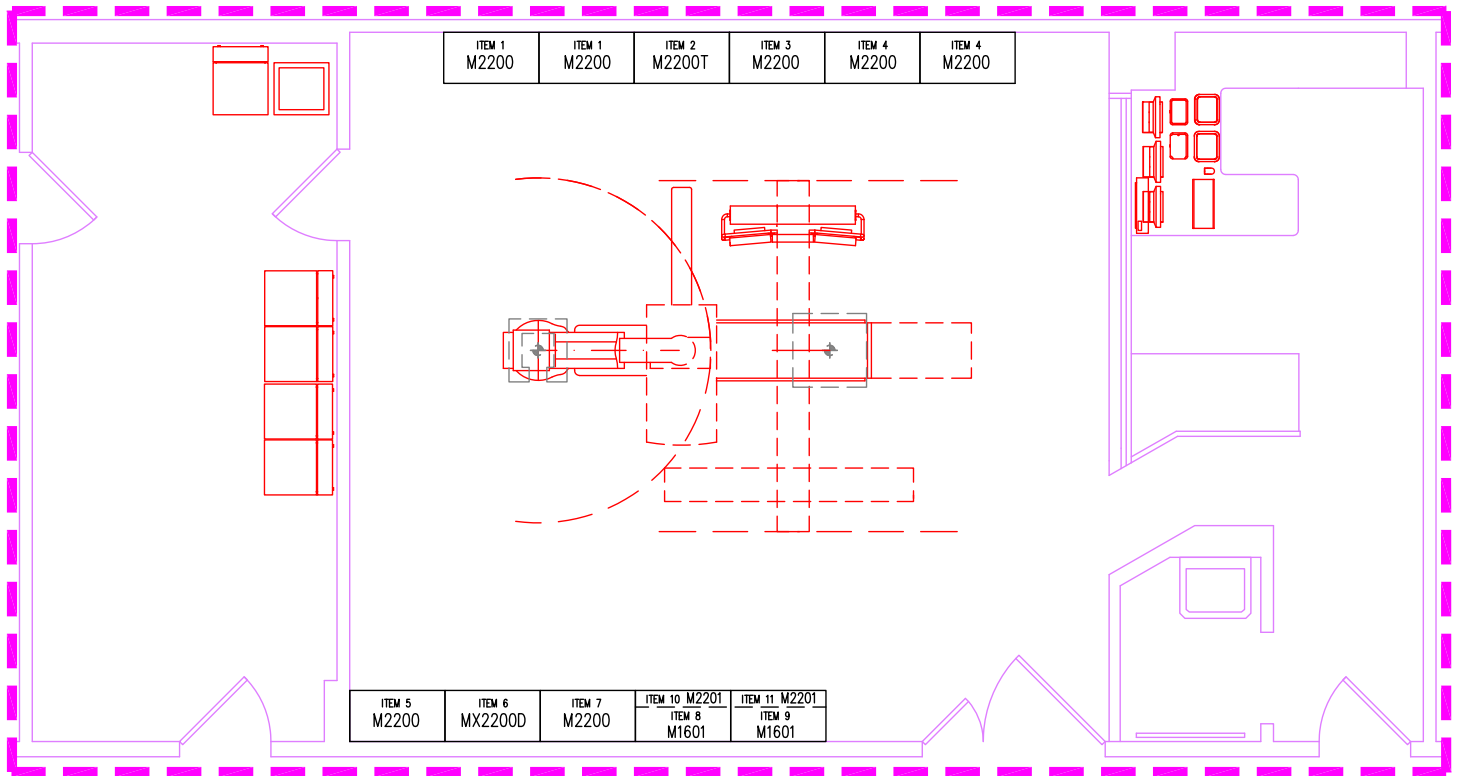 ITEM 1
M2200
ITEM 1
M2200
ITEM 2
M2200T
ITEM 3
M2200
ITEM 4
M2200
ITEM 4
M2200
ITEM 5
M2200
ITEM 6
MX2200D
ITEM 7
M2200
ITEM 10 M2201
ITEM 8
M1601
ITEM 11 M2201
ITEM 9
M1601